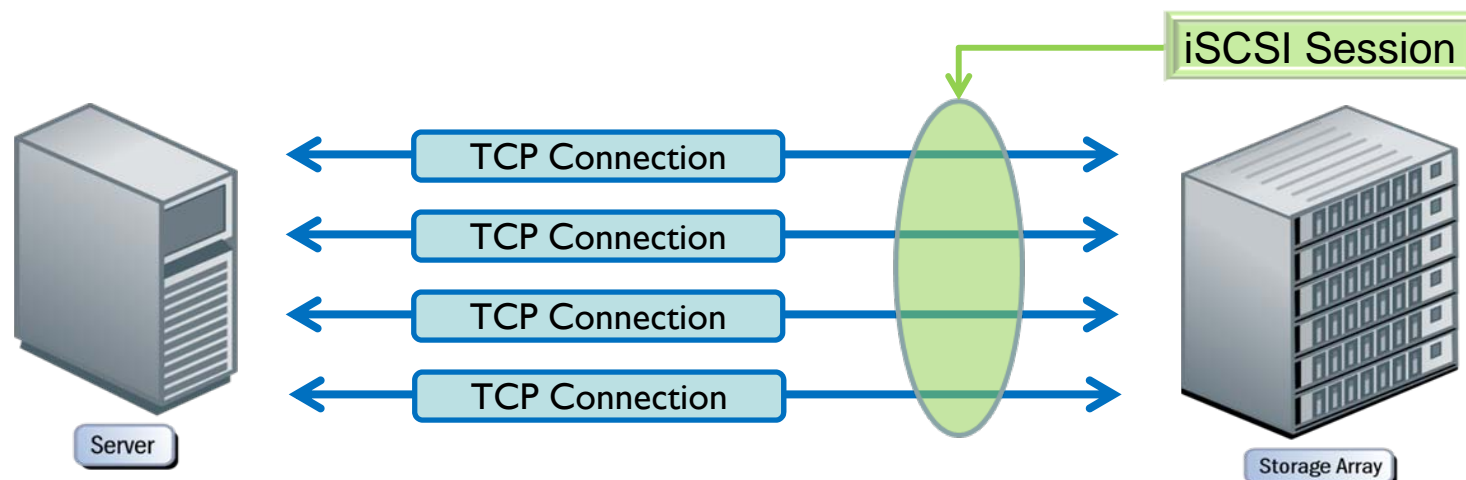 iSCSI Session
TCP Connection
TCP Connection
TCP Connection
TCP Connection
Server
Storage Array